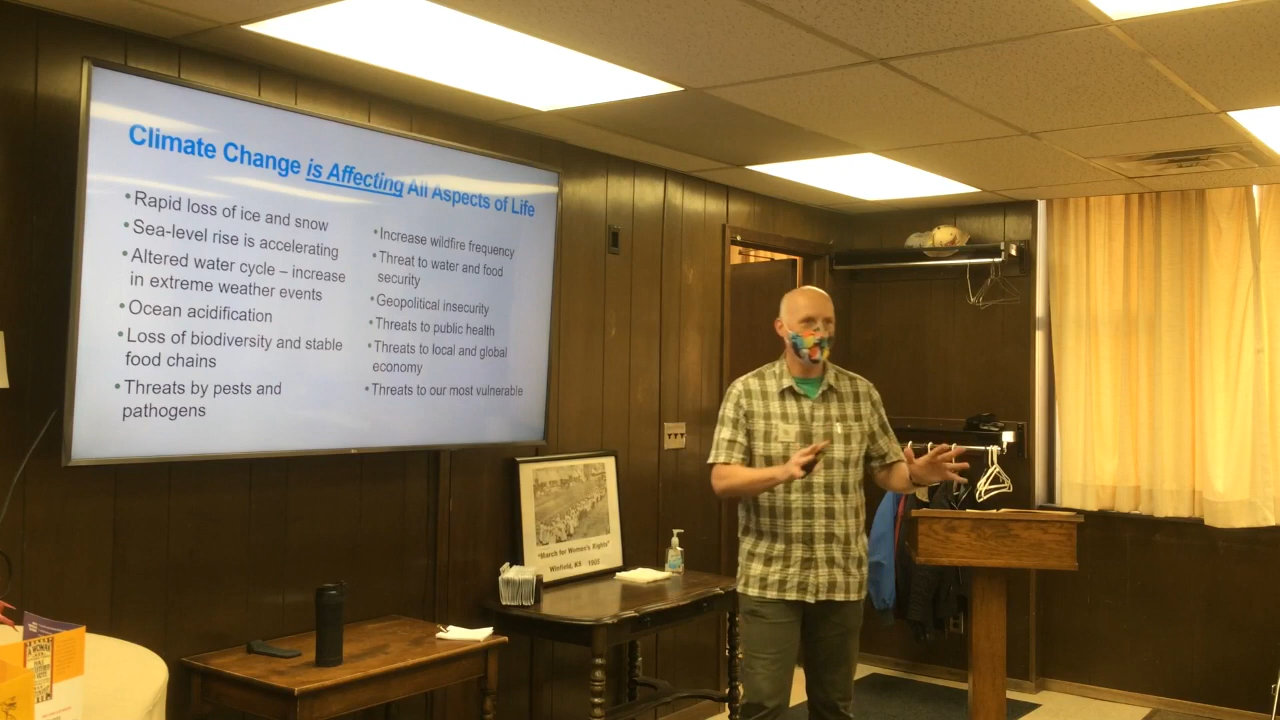 Climate Change is Affecting All Aspects of Life
•Rapid loss of ice and snow
•Sea-level rise is accelerating
•Altered water cycle – increase
in extreme weather events
•Ocean acidification
•Loss of biodiversity and stable
food chains
•Threats by pests and
pathogens
•Increase wildfire frequency
•Threat to water and food
security
•Geopolitical insecurity
•Threats to public health
•Threats to local and global
economy
•Threats to our most vulnerable
"March for Women's Rights"
Winfield, KS
A WOMAN